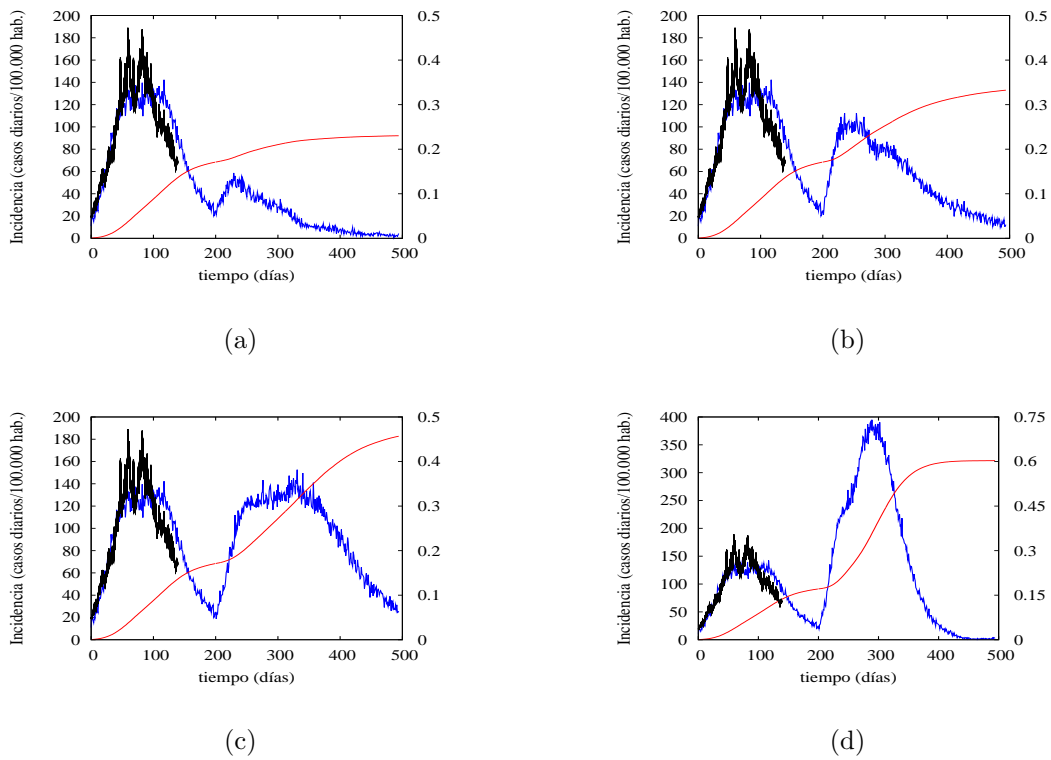 Incidencia (casos diarios/100.000 hab.)
200 180 160 140 120 100 80 60 40 20 0
0.5 0.4 0.3 0.2 0.1 0
0 100 200 300 400 500
tiempo (días)
(a)
Incidencia (casos diarios/100.000 hab.)
200 180 160 140 120 100 80 60 40 20 0
0.5 0.4 0.3 0.2 0.1 0
0 100 200 300 400 500
tiempo (días)
(b)
Incidencia (casos diarios/100.000 hab.)
200 180 160 140 120 100 80 60 40 20 0
0.5 0.4 0.3 0.2 0.1 0
0 100 200 300 400 500
tiempo (días)
(c)
Incidencia (casos diarios/100.000 hab.)
400 350 300 250 200 150 100 50 0
0.75 0.6 0.45 0.3 0.15 0
0 100 200 300 400 500
tiempo (días)
(d)